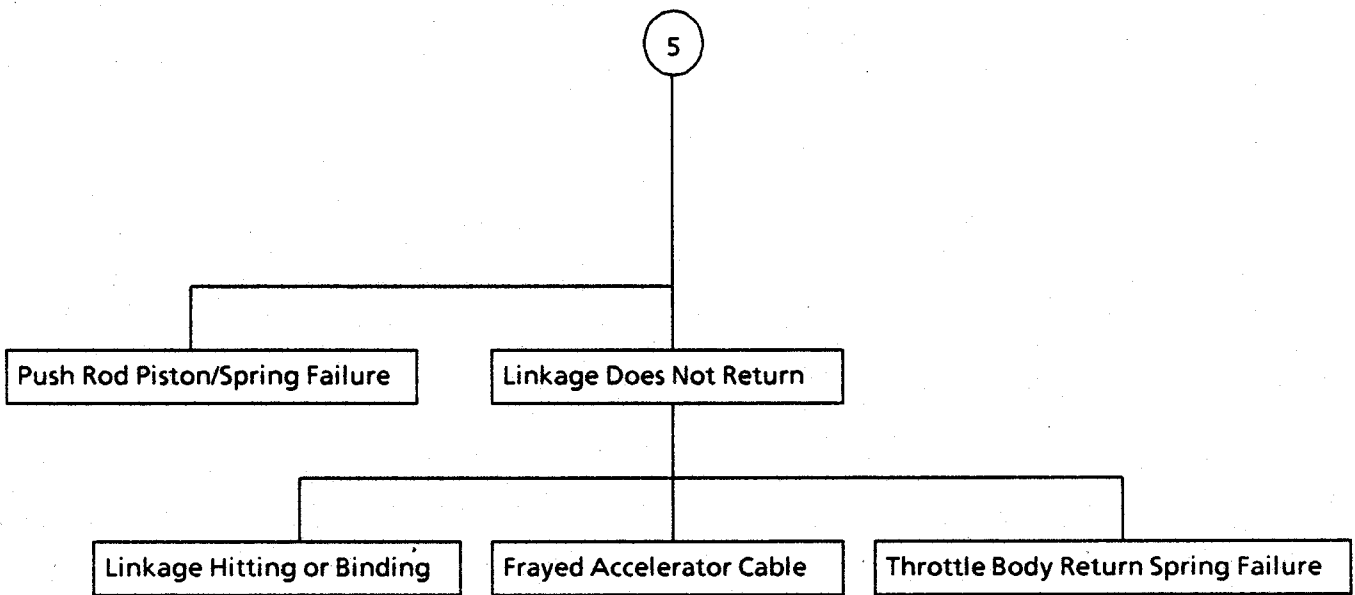 5
Push Rod Piston/Spring Failure
Linkage Does Not Return
Linkage Hitting or Binding
Frayed Accelerator Cable
Throttle Body Return Spring Failure